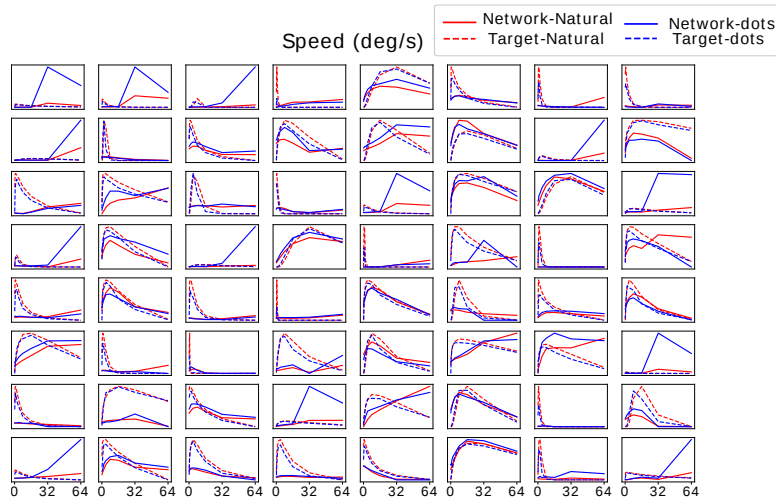 Network-Natural Network-dots
Target-Natural Target-dots
Speed (deg/s)
0 32 64 0 32 64 0 32 64 0 32 64 0 32 64 0 32 64 0 32 64 0 32 64